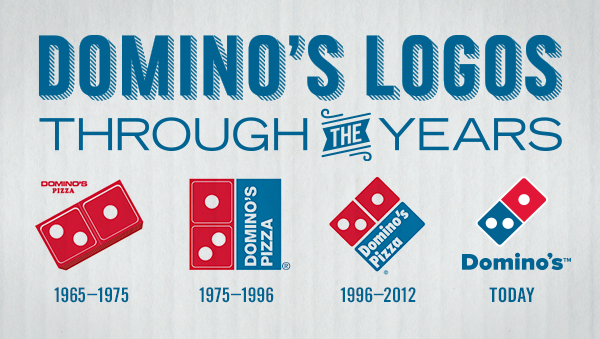 DOMINO'S LOGOS
THROUGH THE YEARS
DOMINO'S
PIZZA
1965–1975
DOMINO'S
PIZZA
®
1975–1996
Domino's
Pizza
®
1996–2012
Domino's™
TODAY